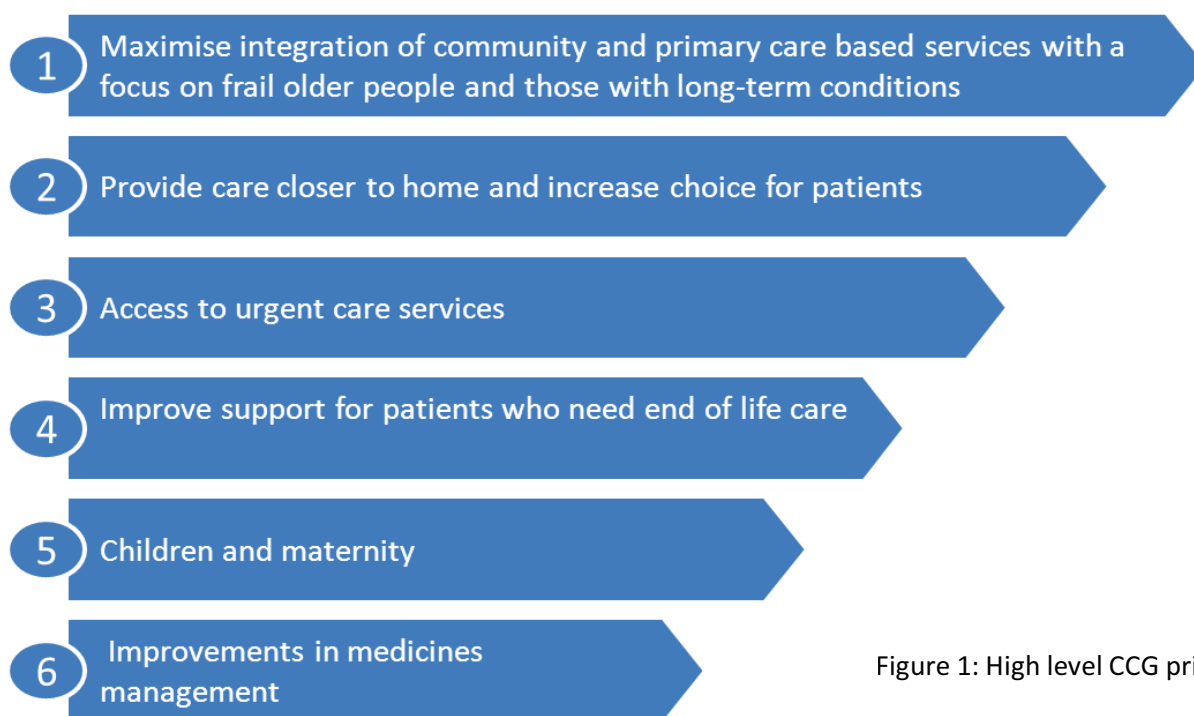 1
Maximise integration of community and primary care based services with a
focus on frail older people and those with long-term conditions
2
Provide care closer to home and increase choice for patients
3
Access to urgent care services
4
Improve support for patients who need end of life care
5
Children and maternity
6
Improvements in medicines
management
Figure 1: High level CCG pri